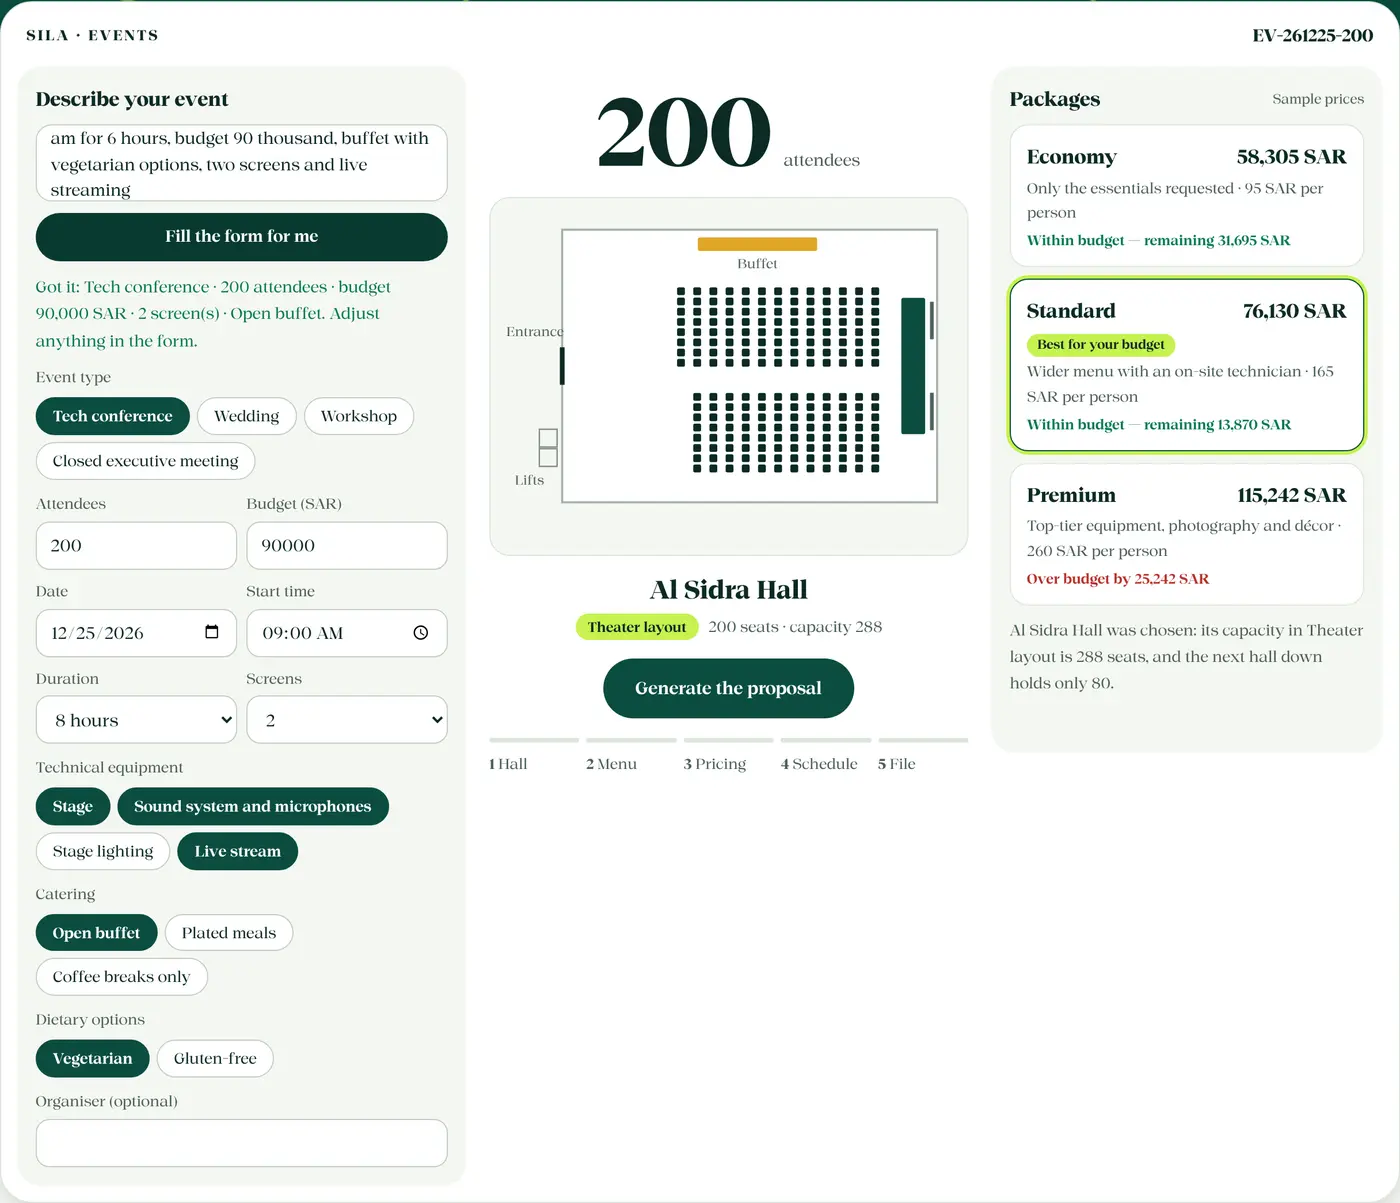 SILA · EVENTS
EV-261225-200
Describe your event
am for 6 hours, budget 90 thousand, buffet with
vegetarian options, two screens and live
streaming
Fill the form for me
Got it: Tech conference · 200 attendees · budget
90,000 SAR · 2 screen(s) · Open buffet. Adjust
anything in the form.
Event type
Tech conference
Wedding
Workshop
Closed executive meeting
Attendees
Budget (SAR)
200
90000
Date
Start time
12/25/2026
09:00 AM
Duration
Screens
8 hours
2
Technical equipment
Stage
Sound system and microphones
Stage lighting
Live stream
Catering
Open buffet
Plated meals
Coffee breaks only
Dietary options
Vegetarian
Gluten-free
Organiser (optional)
200 attendees
Buffet
Entrance
Lifts
Al Sidra Hall
Theater layout
200 seats · capacity 288
Generate the proposal
1 Hall
2 Menu
3 Pricing
4 Schedule
5 File
Packages
Sample prices
Economy
58,305 SAR
Only the essentials requested · 95 SAR per
person
Within budget — remaining 31,695 SAR
Standard
76,130 SAR
Best for your budget
Wider menu with an on-site technician · 165
SAR per person
Within budget — remaining 13,870 SAR
Premium
115,242 SAR
Top-tier equipment, photography and décor ·
260 SAR per person
Over budget by 25,242 SAR
Al Sidra Hall was chosen: its capacity in Theater
layout is 288 seats, and the next hall down
holds only 80.